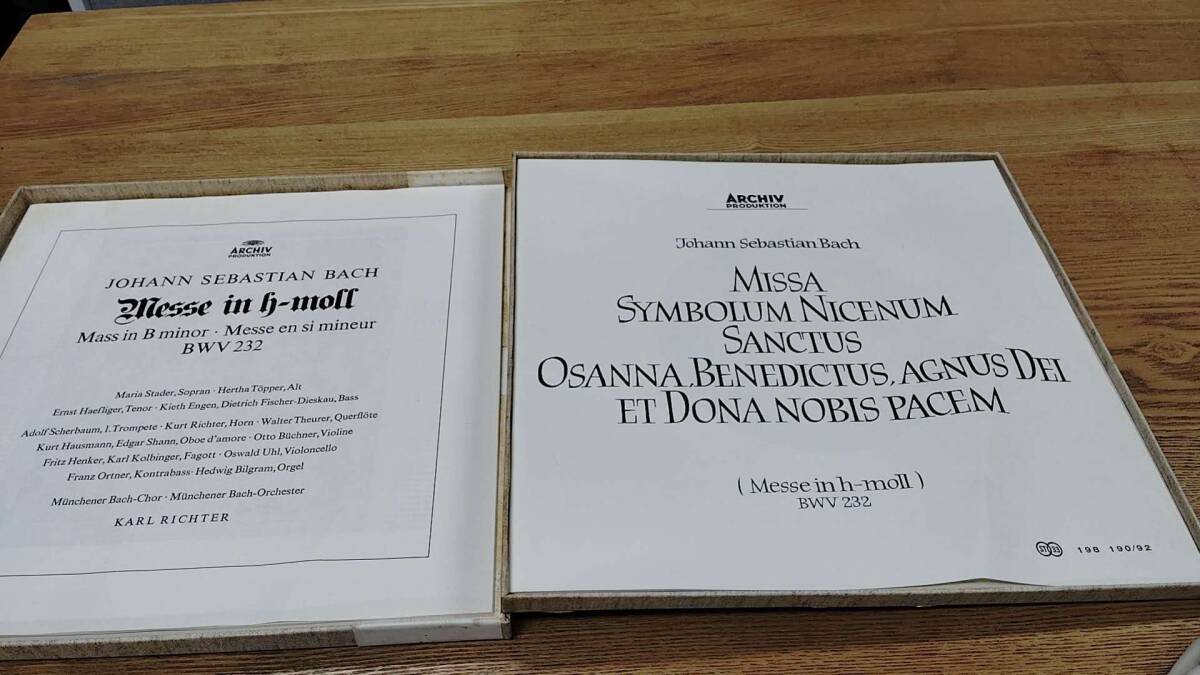 ARCHIV
PRODUKTION
JOHANN SEBASTIAN BACH
Messe in h-moll
Mass in B minor · Messe en si mineur
BWV 232
Maria Stader, Sopran · Hertha Töpper, Alt
Ernst Haefliger, Tenor · Kieth Engen, Dietrich Fischer-Dieskau, Bass
Adolf Scherbaum, 1. Trompete · Kurt Richter, Horn · Walter Theurer, Querflöte
Kurt Hausmann, Edgar Shann, Oboe d'amore · Otto Büchner, Violine
Fritz Henker, Karl Kolbinger, Fagott · Oswald Uhl, Violoncello
Franz Ortner, Kontrabass · Hedwig Bilgram, Orgel
Münchener Bach-Chor · Münchener Bach-Orchester
KARL RICHTER
ARCHIV
PRODUKTION
Johann Sebastian Bach
MISSA
SYMBOLUM NICENUM
SANCTUS
OSANNA, BENEDICTUS, AGNUS DEI
ET DONA NOBIS PACEM
(Messe in h-moll)
BWV 232
ST 33 198 190/92